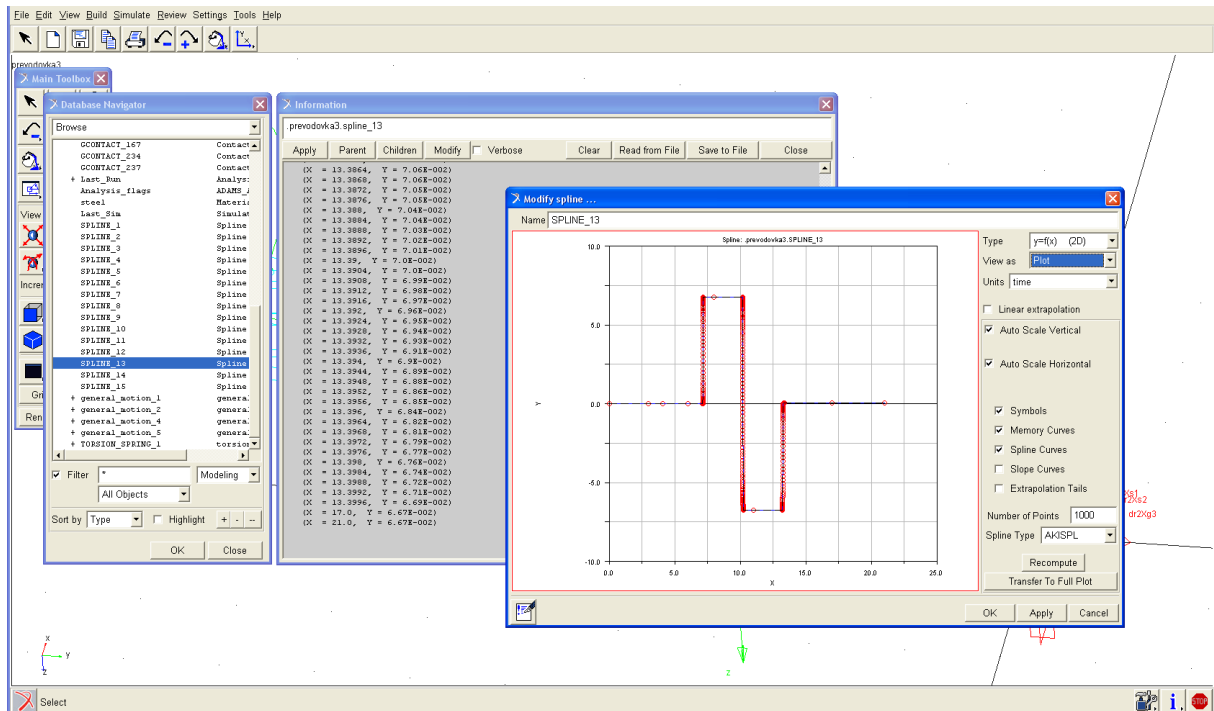 File Edit View Build Simulate Review Settings Tools Help
prevodovka3
Main Toolbox
View
Increm
Gri
Ren
Database Navigator
Browse
GCONTACT_167 Contact
GCONTACT_234 Contact
GCONTACT_237 Contact
+ Last_Run Analys:
Analysis_flags ADAMS_A
steel Materia
Last_Sim Simulat
SPLINE_1 Spline
SPLINE_2 Spline
SPLINE_3 Spline
SPLINE_4 Spline
SPLINE_5 Spline
SPLINE_6 Spline
SPLINE_7 Spline
SPLINE_8 Spline
SPLINE_9 Spline
SPLINE_10 Spline
SPLINE_11 Spline
SPLINE_12 Spline
SPLINE_13 Spline
SPLINE_14 Spline
SPLINE_15 Spline
+ general_motion_1 general
+ general_motion_2 general
+ general_motion_4 general
+ general_motion_5 general
+ TORSION_SPRING_1 torsion
Filter * Modeling
All Objects
Sort by Type Highlight + - --
OK Close
Information
.prevodovka3.spline_13
Apply Parent Children Modify Verbose Clear Read from File Save to File Close
(X = 13.3864, Y = 7.06E-002)
(X = 13.3868, Y = 7.06E-002)
(X = 13.3872, Y = 7.05E-002)
(X = 13.3876, Y = 7.05E-002)
(X = 13.388, Y = 7.04E-002)
(X = 13.3884, Y = 7.04E-002)
(X = 13.3888, Y = 7.03E-002)
(X = 13.3892, Y = 7.02E-002)
(X = 13.3896, Y = 7.01E-002)
(X = 13.39, Y = 7.0E-002)
(X = 13.3904, Y = 7.0E-002)
(X = 13.3908, Y = 6.99E-002)
(X = 13.3912, Y = 6.98E-002)
(X = 13.3916, Y = 6.97E-002)
(X = 13.392, Y = 6.96E-002)
(X = 13.3924, Y = 6.95E-002)
(X = 13.3928, Y = 6.94E-002)
(X = 13.3932, Y = 6.93E-002)
(X = 13.3936, Y = 6.91E-002)
(X = 13.394, Y = 6.9E-002)
(X = 13.3944, Y = 6.89E-002)
(X = 13.3948, Y = 6.88E-002)
(X = 13.3952, Y = 6.86E-002)
(X = 13.3956, Y = 6.85E-002)
(X = 13.396, Y = 6.84E-002)
(X = 13.3964, Y = 6.82E-002)
(X = 13.3968, Y = 6.81E-002)
(X = 13.3972, Y = 6.79E-002)
(X = 13.3976, Y = 6.77E-002)
(X = 13.398, Y = 6.76E-002)
(X = 13.3984, Y = 6.74E-002)
(X = 13.3988, Y = 6.72E-002)
(X = 13.3992, Y = 6.71E-002)
(X = 13.3996, Y = 6.69E-002)
(X = 17.0, Y = 6.67E-002)
(X = 21.0, Y = 6.67E-002)
Modify spline ...
Name SPLINE_13
Spline: .prevodovka3.SPLINE_13
10.0
5.0
0.0
-5.0
-10.0
Y
0.0 5.0 10.0 15.0 20.0 25.0
X
Type y=f(x) (2D)
View as Plot
Units time
Linear extrapolation
Auto Scale Vertical
Auto Scale Horizontal
Symbols
Memory Curves
Spline Curves
Slope Curves
Extrapolation Tails
Number of Points 1000
Spline Type AKISPL
Recompute
Transfer To Full Plot
OK Apply Cancel
dr2Xg3
x
Y
z
z
Select
i
STOP